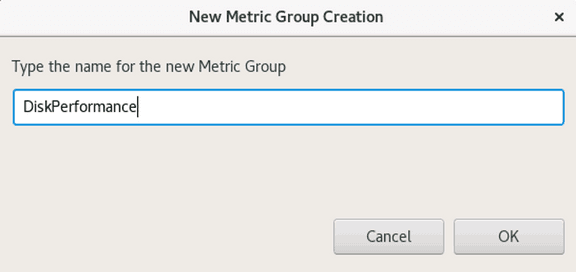 New Metric Group Creation
Type the name for the new Metric Group
DiskPerformance
Cancel OK